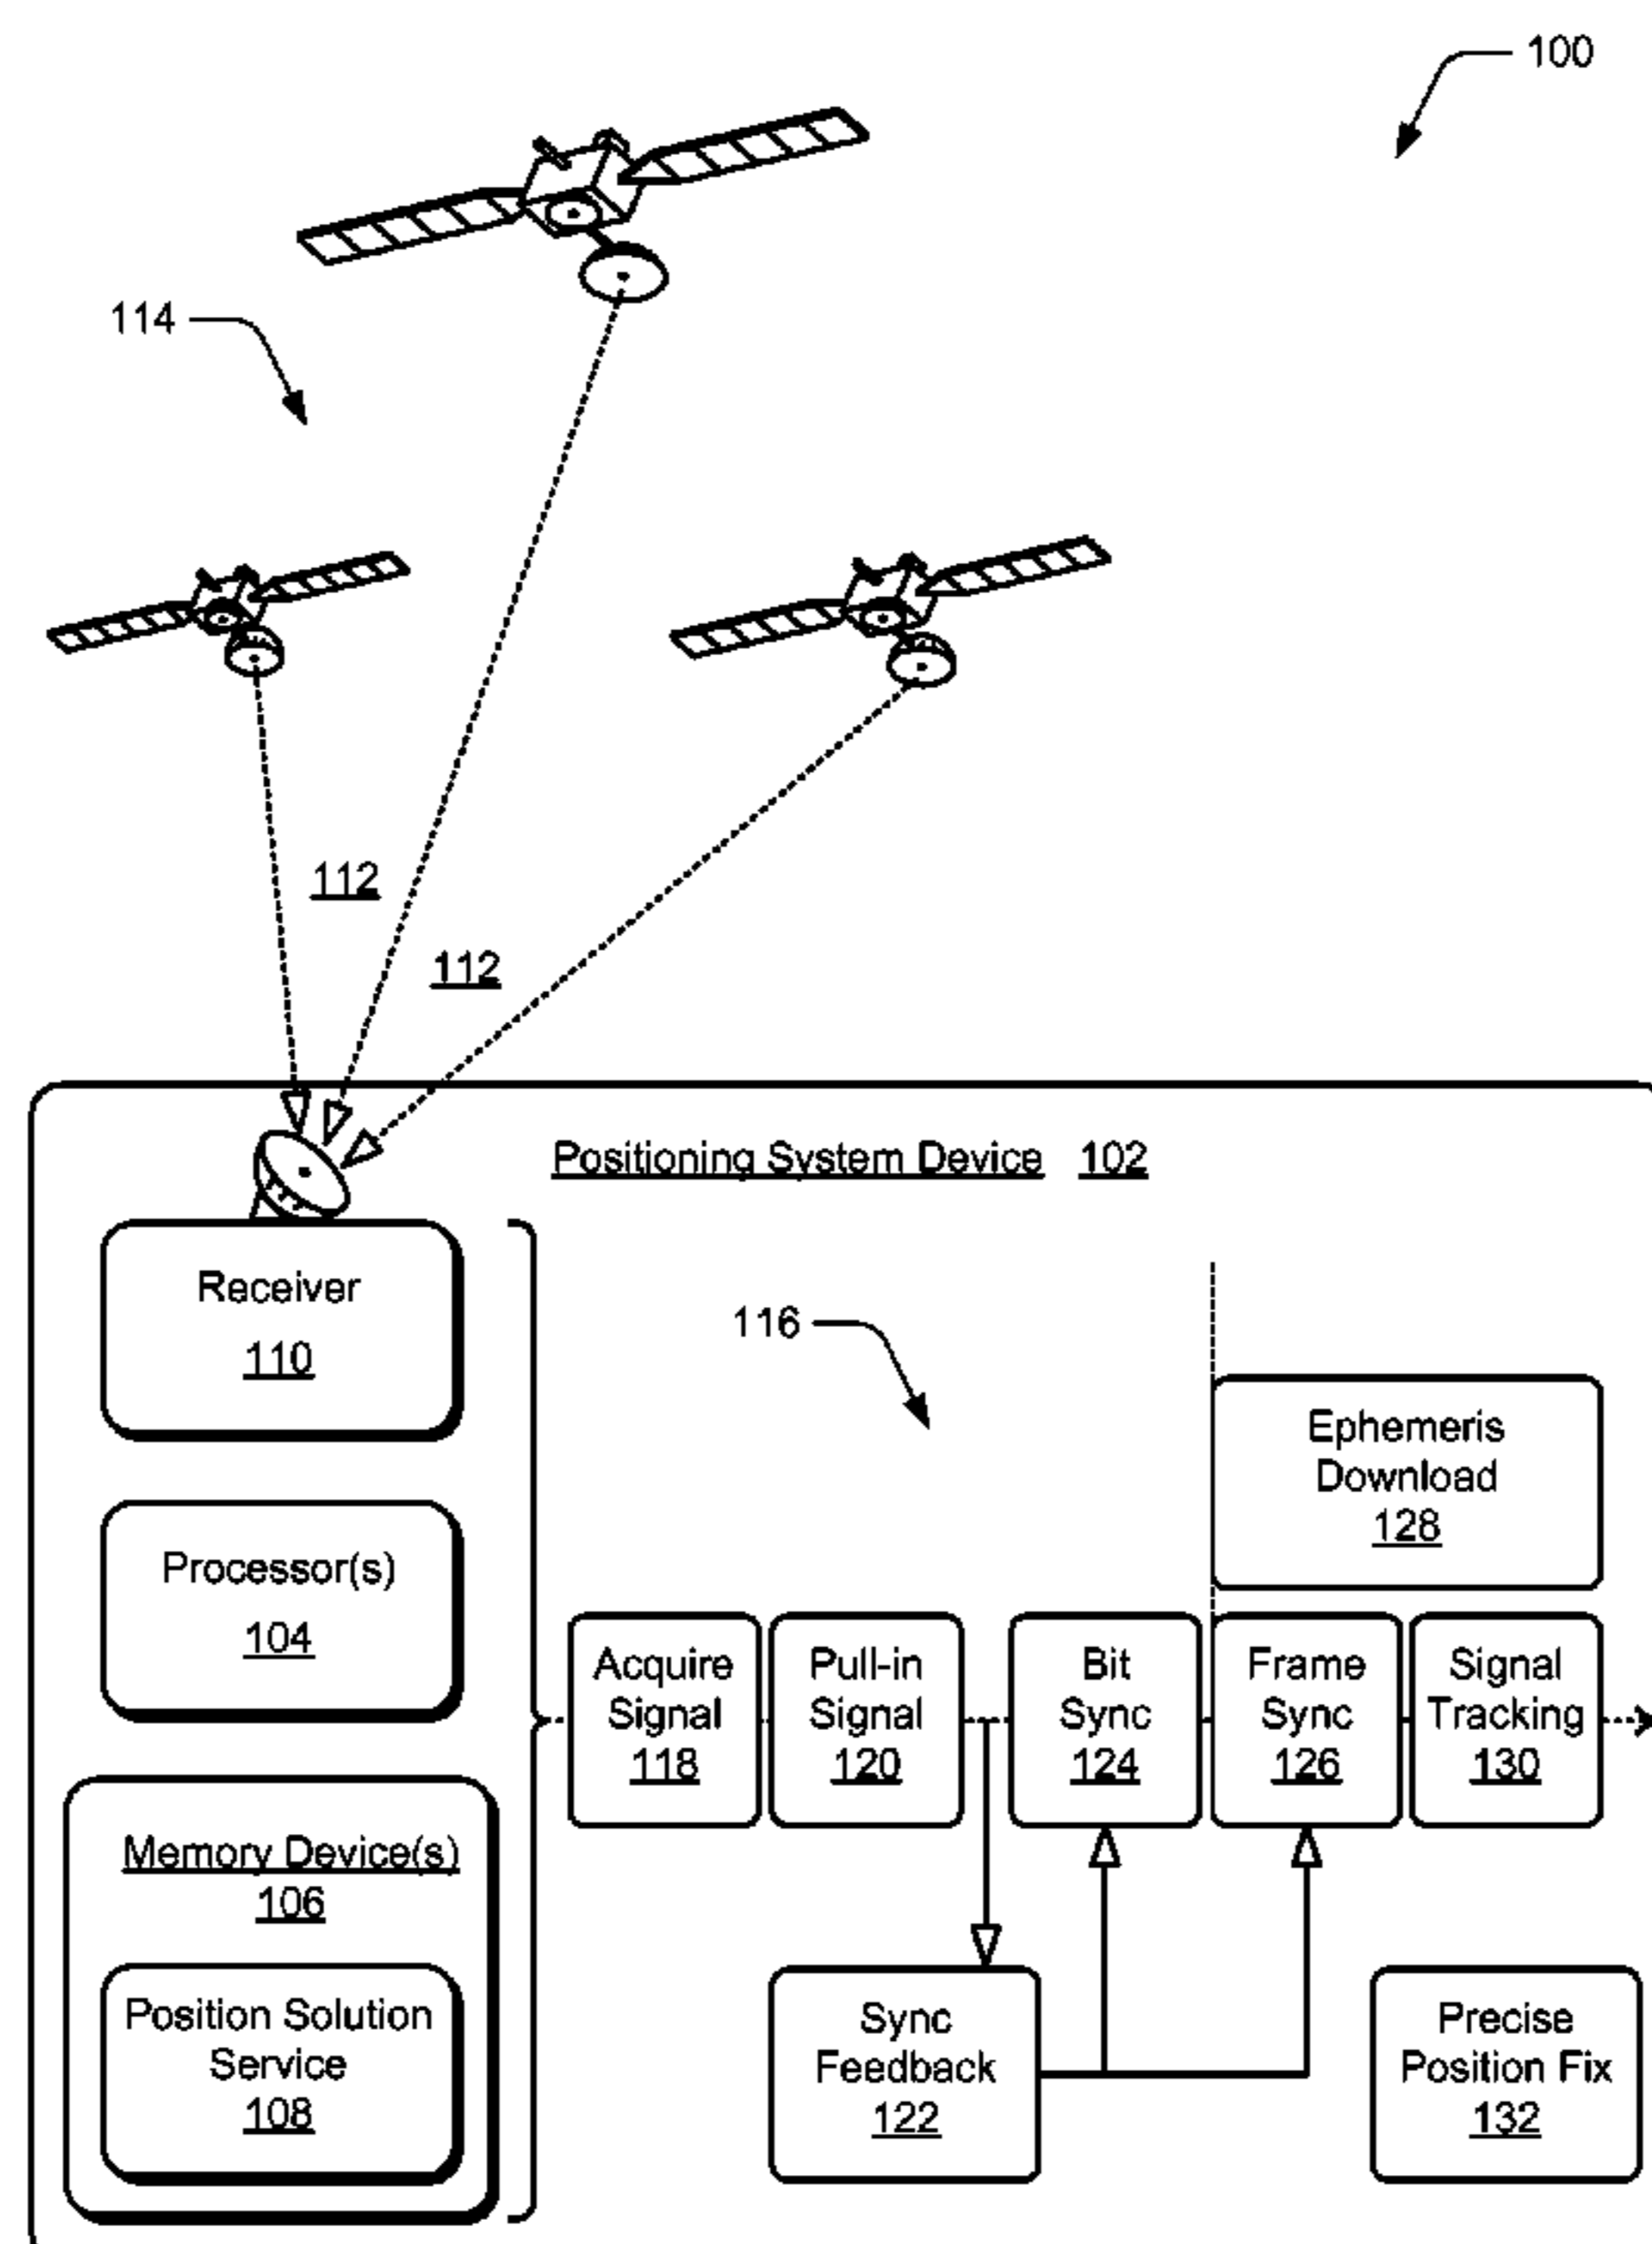 100
114
112
112
Positioning System Device 102
Receiver
110
116
Ephemeris
Download
128
Processor(s)
104
Acquire
Signal
118
Pull-in
Signal
120
Bit
Sync
124
Frame
Sync
126
Signal
Tracking
130
Memory Device(s)
106
Position Solution
Service
108
Sync
Feedback
122
Precise
Position Fix
132